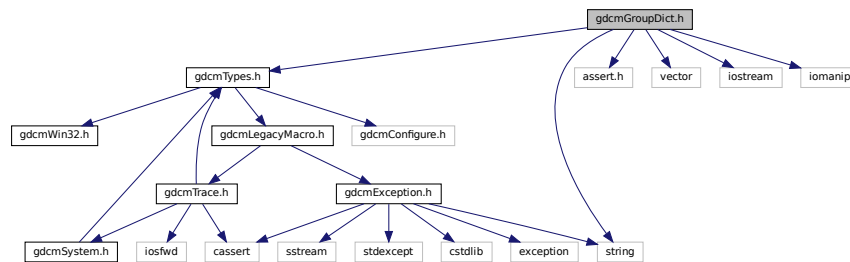 gdcmGroupDict.h
gdcmTypes.h
assert.h
vector
iostream
iomanip
gdcmWin32.h
gdcmLegacyMacro.h
gdcmConfigure.h
gdcmTrace.h
gdcmException.h
gdcmSystem.h
iosfwd
cassert
sstream
stdexcept
cstdlib
exception
string